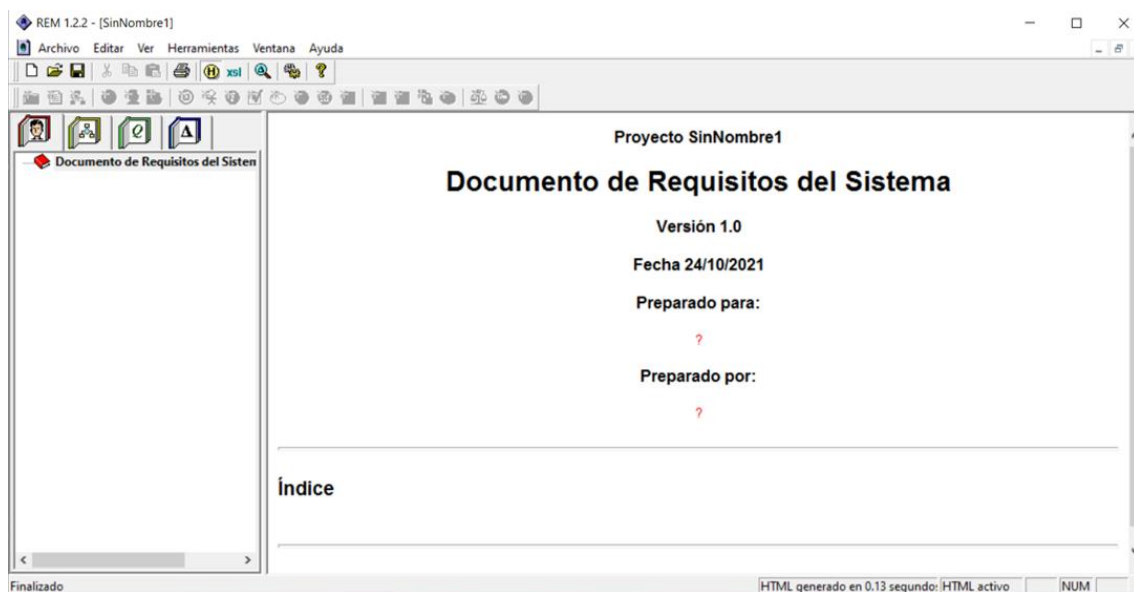 REM 1.2.2 - [SinNombre1]
Archivo Editar Ver Herramientas Ventana Ayuda
H xsl ?
Q A
Documento de Requisitos del Sisten
Proyecto SinNombre1
Documento de Requisitos del Sistema
Versión 1.0
Fecha 24/10/2021
Preparado para:
?
Preparado por:
?
Índice
Finalizado
HTML generado en 0.13 segundo: HTML activo NUM